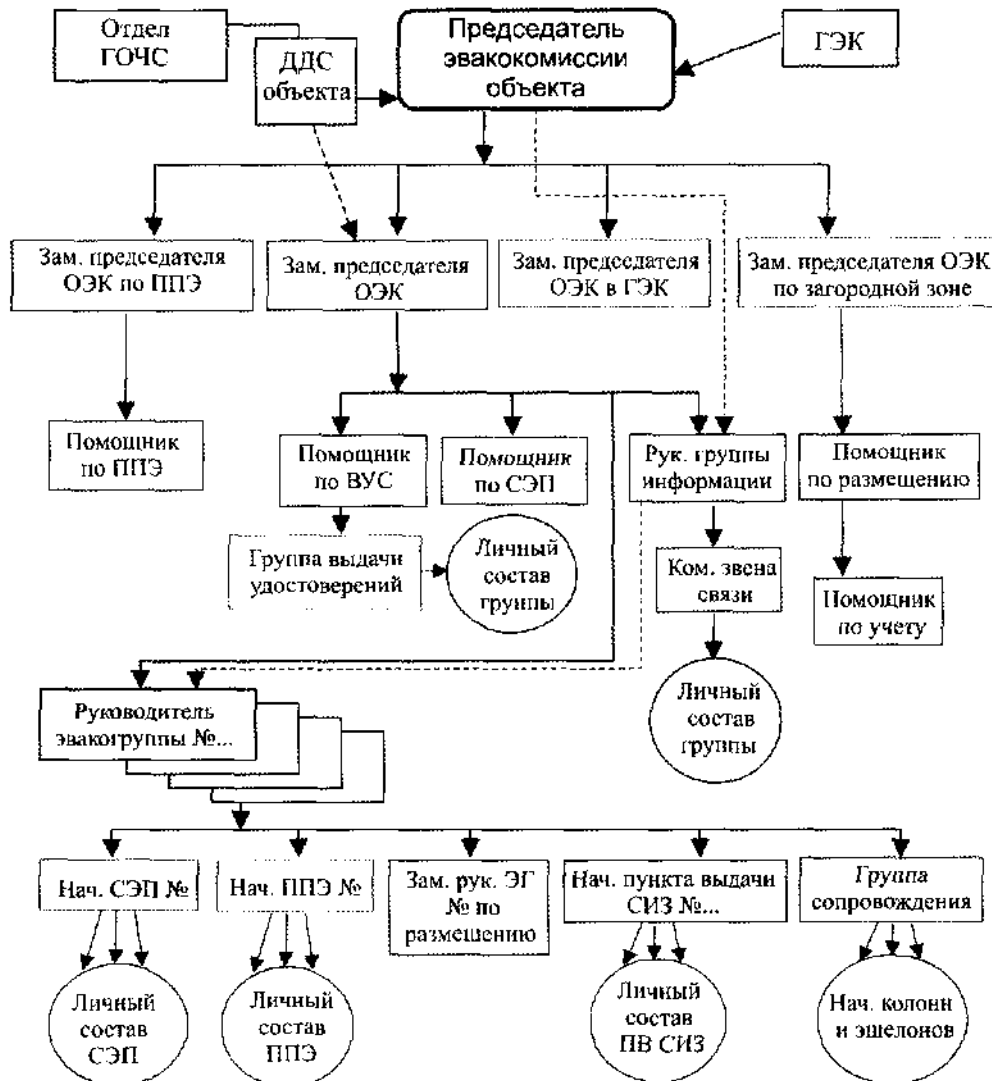 Отдел
ГОЧС
ДДС
объекта
Председатель
эвакокомиссии
объекта
ГЭК
Зам. председателя
ОЭК по ППЭ
Зам. председателя
ОЭК
Зам. председателя
ОЭК в ГЭК
Зам. председателя ОЭК
по загородной зоне
Помощник
по ППЭ
Помощник
по ВУС
Помощник
по СЭП
Рук. группы
информации
Помощник
по размещению
Группа выдачи
удостоверений
Личный
состав
группы
Ком. звена
связи
Помощник
по учету
Личный
состав
группы
Руководитель
эвакогруппы №...
Нач. СЭП №
Нач. ППЭ №
Зам. рук. ЭГ
№ по
размещению
Нач. пункта выдачи
СИЗ №...
Группа
сопровождения
Личный
состав
СЭП
Личный
состав
ППЭ
Личный
состав
ПВ СИЗ
Нач. колонн
и эшелонов